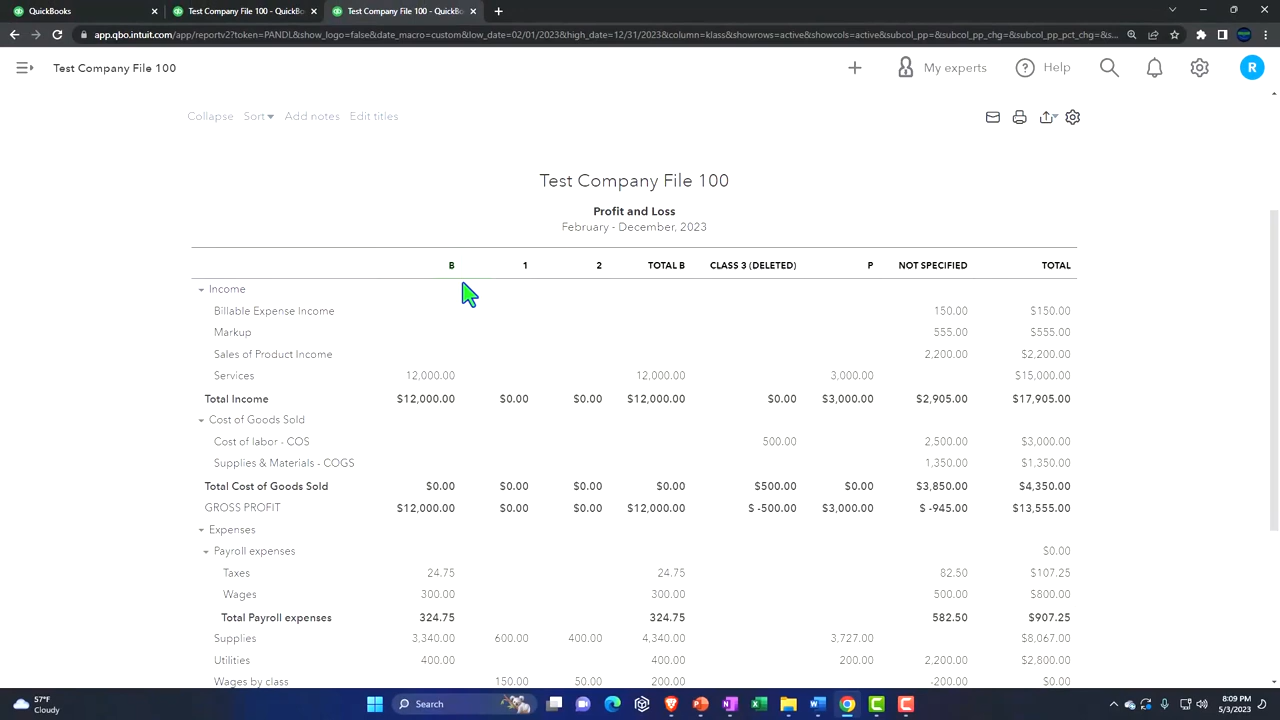 QuickBooks
Test Company File 100 - QuickBo
Test Company File 100 - QuickBo
app.qbo.intuit.com/app/reportv2?token=PANDL&show_logo=false&date_macro=custom&low_date=02/01/2023&high_date=12/31/2023&column=klass&showrows=active&showcols=active&subcol_pp=&subcol_pp_chg=&subcol_pp_pct_chg=&s...
Test Company File 100
My experts
Help
R
Collapse Sort Add notes Edit titles
Test Company File 100
Profit and Loss
February - December, 2023
B 1 2 TOTAL B CLASS 3 (DELETED) P NOT SPECIFIED TOTAL
Income
Billable Expense Income 150.00 $150.00
Markup 555.00 $555.00
Sales of Product Income 2,200.00 $2,200.00
Services 12,000.00 12,000.00 3,000.00 $15,000.00
Total Income $12,000.00 $0.00 $0.00 $12,000.00 $0.00 $3,000.00 $2,905.00 $17,905.00
Cost of Goods Sold
Cost of labor - COS 500.00 2,500.00 $3,000.00
Supplies & Materials - COGS 1,350.00 $1,350.00
Total Cost of Goods Sold $0.00 $0.00 $0.00 $0.00 $500.00 $0.00 $3,850.00 $4,350.00
GROSS PROFIT $12,000.00 $0.00 $0.00 $12,000.00 $ -500.00 $3,000.00 $ -945.00 $13,555.00
Expenses
Payroll expenses $0.00
Taxes 24.75 24.75 82.50 $107.25
Wages 300.00 300.00 500.00 $800.00
Total Payroll expenses 324.75 324.75 582.50 $907.25
Supplies 3,340.00 600.00 400.00 4,340.00 3,727.00 $8,067.00
Utilities 400.00 400.00 200.00 2,200.00 $2,800.00
Wages by class 150.00 50.00 200.00 -200.00 $0.00
57°F
Cloudy
Search
8:09 PM
5/3/2023